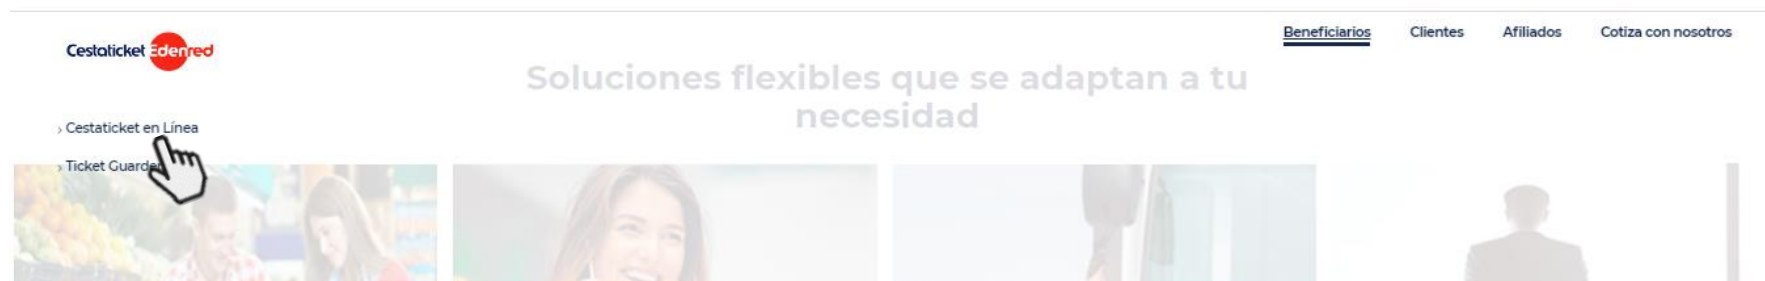 Beneficiarios Clientes Afiliados Cotiza con nosotros
Cestaticket Edenred
Soluciones flexibles que se adaptan a tu
necesidad
› Cestaticket en Línea
› Ticket